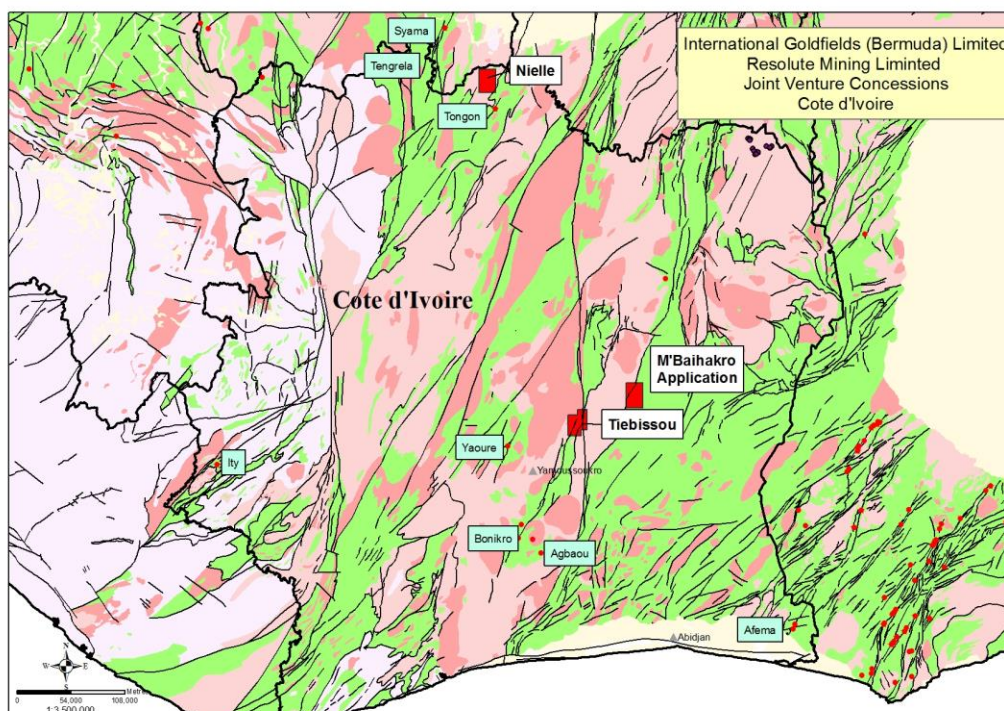 International Goldfields (Bermuda) Limited
Resolute Mining Liminted
Joint Venture Concessions
Cote d'Ivoire
Syama
Tengrela
Nielle
Tongon
Cote d'Ivoire
M'Baihakro
Application
Tiebissou
Yaoure
Yamoussoukro
Ity
Bonikro
Agbaou
Afema
Abidjan
N
W
E
S
Metres
0
54,000
108,000
1:3,500,000